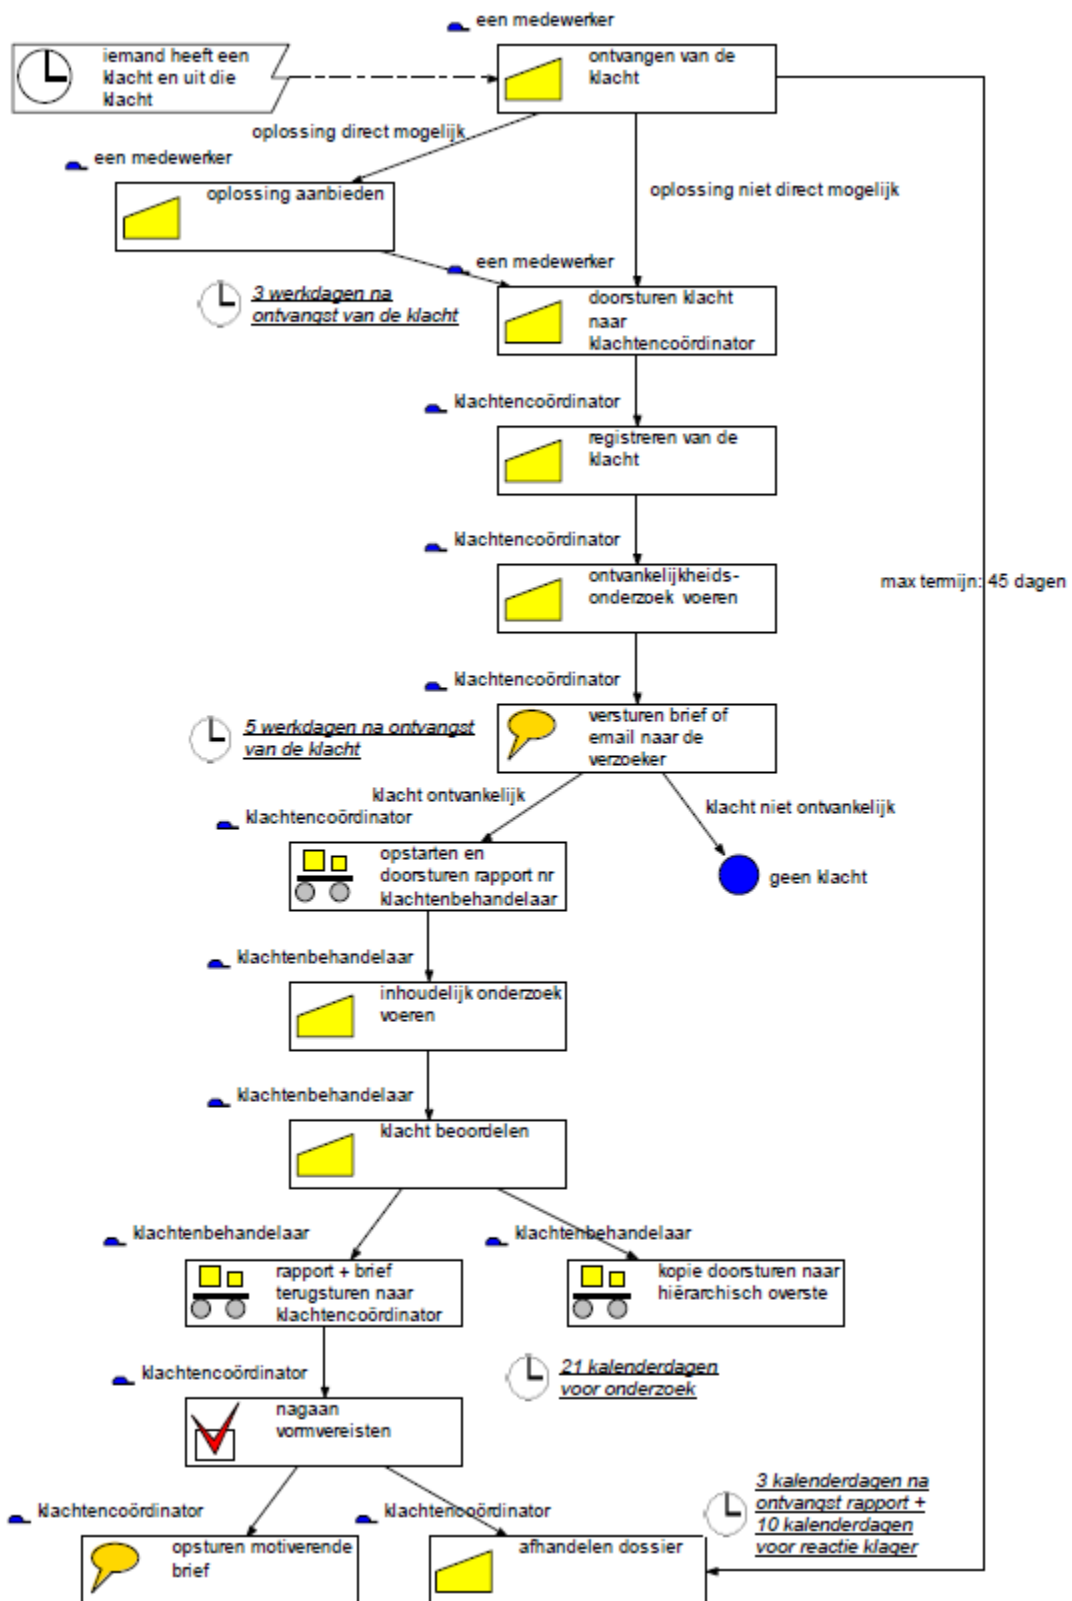 een medewerker
iemand heeft een
klacht en uit die
klacht
ontvangen van de
klacht
oplossing direct mogelijk
een medewerker
oplossing aanbieden
oplossing niet direct mogelijk
een medewerker
3 werkdagen na
ontvangst van de klacht
doorsturen klacht
naar
klachtencoördinator
klachtencoördinator
registreren van de
klacht
klachtencoördinator
ontvankelijkheids-
onderzoek voeren
max termijn: 45 dagen
klachtencoördinator
5 werkdagen na ontvangst
van de klacht
versturen brief of
email naar de
verzoeker
klacht ontvankelijk
klacht niet ontvankelijk
klachtencoördinator
opstarten en
doorsturen rapport nr
klachtenbehandelaar
geen klacht
klachtenbehandelaar
inhoudelijk onderzoek
voeren
klachtenbehandelaar
klacht beoordelen
klachtenbehandelaar
klachtenbehandelaar
rapport + brief
terugsturen naar
klachtencoördinator
kopie doorsturen naar
hiërarchisch overste
klachtencoördinator
21 kalenderdagen
voor onderzoek
nagaan
vormvereisten
klachtencoördinator
klachtencoördinator
3 kalenderdagen na
ontvangst rapport +
10 kalenderdagen
voor reactie klager
opsturen motiverende
brief
afhandelen dossier